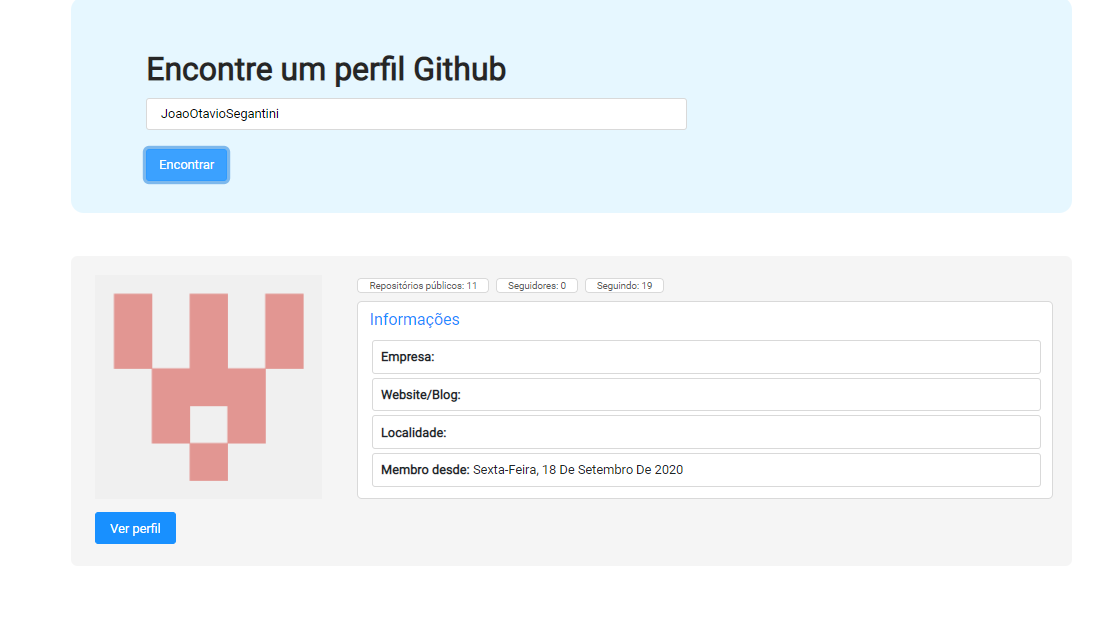 Encontre um perfil Github
JoaoOtavioSegantini
Encontrar
Repositórios públicos: 11 Seguidores: 0 Seguindo: 19
Informações
Empresa:
Website/Blog:
Localidade:
Membro desde: Sexta-Feira, 18 De Setembro De 2020
Ver perfil